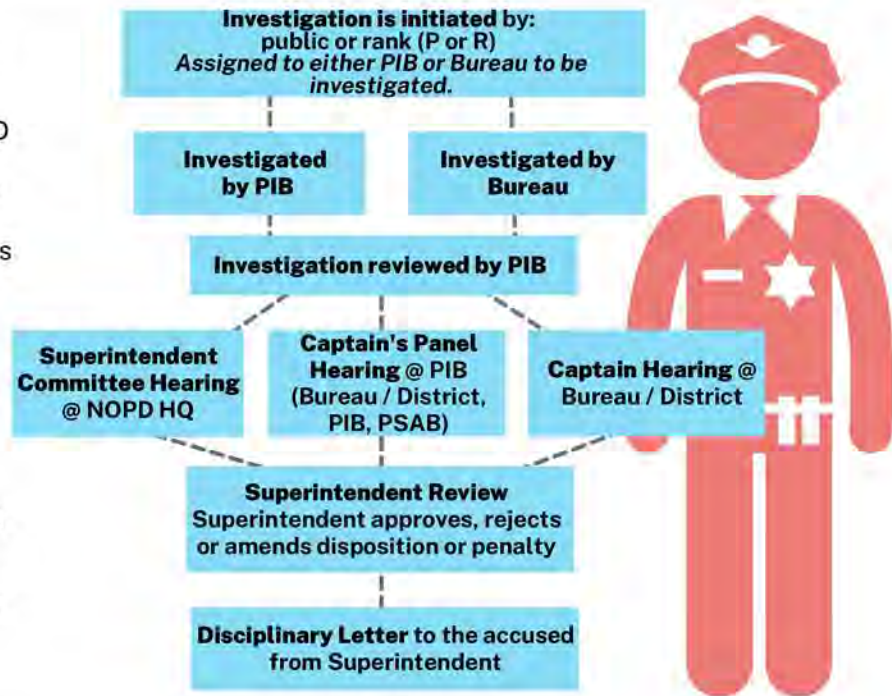 Investigation is initiated by:
public or rank (P or R)
Assigned to either PIB or Bureau to be
investigated.
Investigated
by PIB
Investigated by
Bureau
Investigation reviewed by PIB
Superintendent
Committee Hearing
@ NOPD HQ
Captain's Panel
Hearing @ PIB
(Bureau / District,
PIB, PSAB)
Captain Hearing @
Bureau / District
Superintendent Review
Superintendent approves, rejects
or amends disposition or penalty
Disciplinary Letter to the accused
from Superintendent